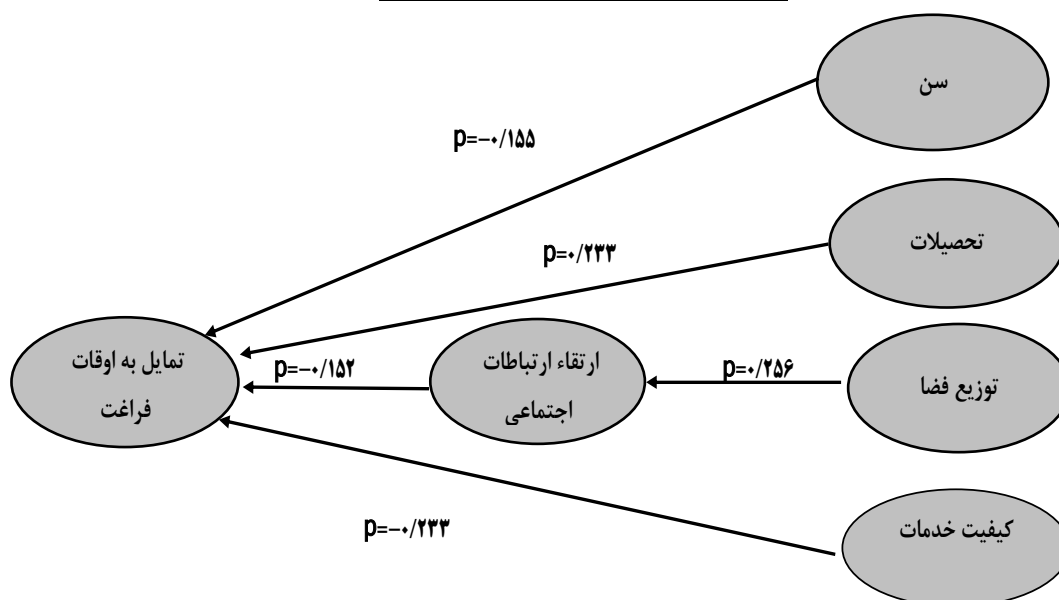 سن
p=-۰/۱۵۵
تحصیلات
p=۰/۲۳۳
توزیع فضا
p=۰/۲۵۶
ارتقاء ارتباطات
اجتماعی
p=-۰/۱۵۲
تمایل به اوقات
فراغت
کیفیت خدمات
p=-۰/۲۳۳